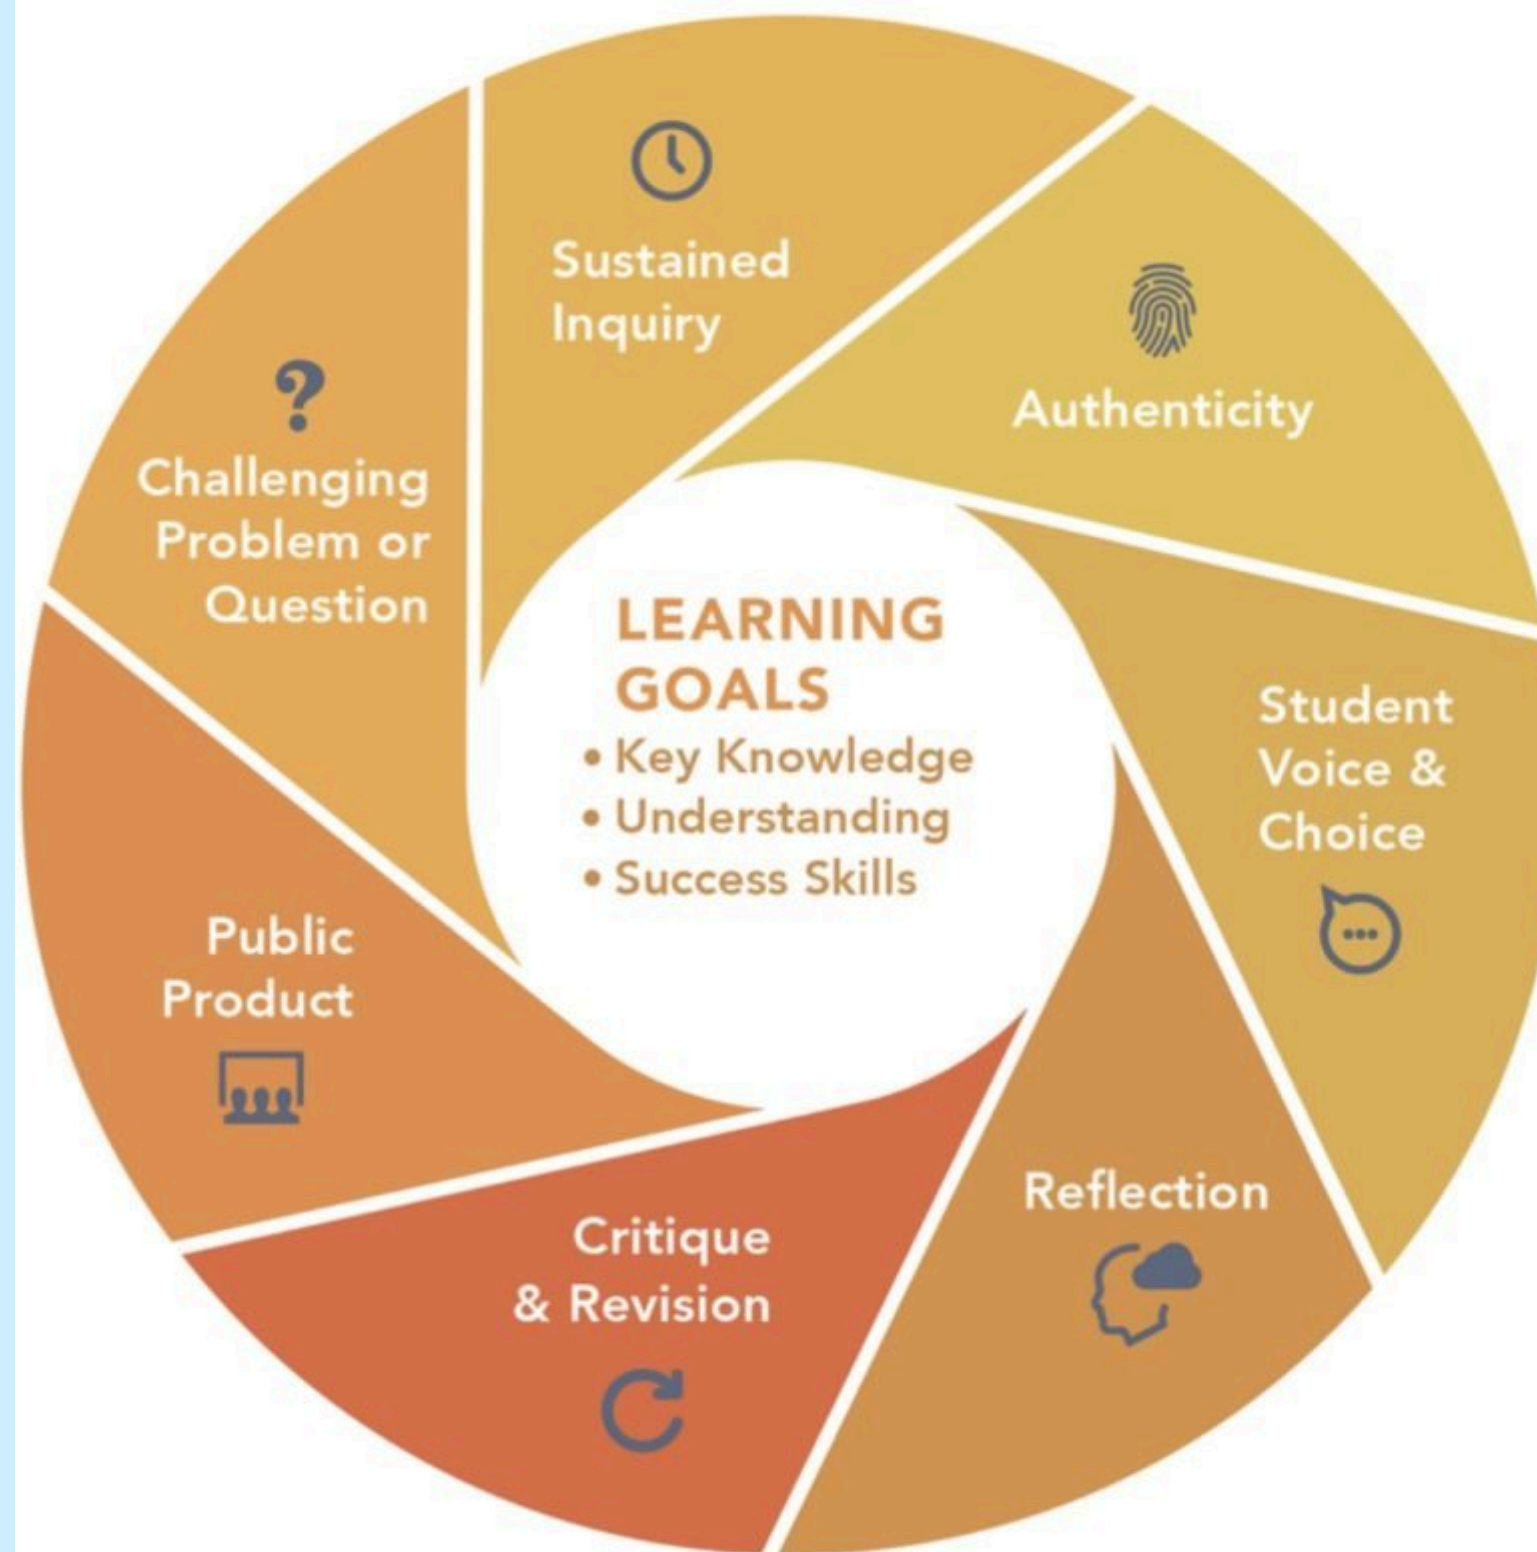 Sustained
Inquiry
Authenticity
Challenging
Problem or
Question
LEARNING
GOALS
• Key Knowledge
• Understanding
• Success Skills
Student
Voice &
Choice
Public
Product
Reflection
Critique
& Revision